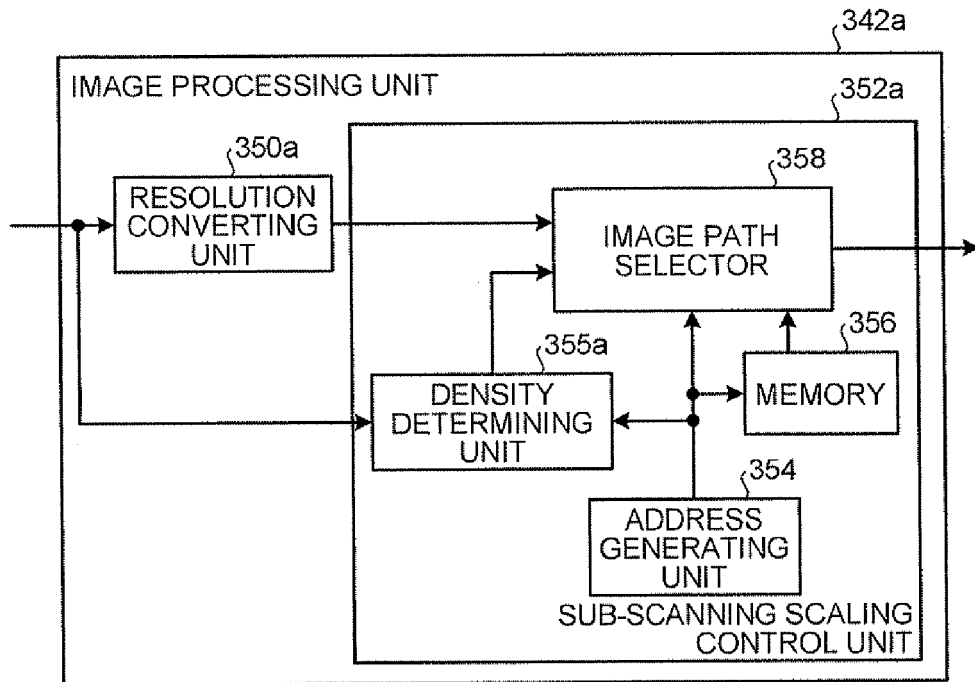 342a
IMAGE PROCESSING UNIT
352a
350a
RESOLUTION
CONVERTING
UNIT
358
IMAGE PATH
SELECTOR
355a
DENSITY
DETERMINING
UNIT
356
MEMORY
354
ADDRESS
GENERATING
UNIT
SUB-SCANNING SCALING
CONTROL UNIT